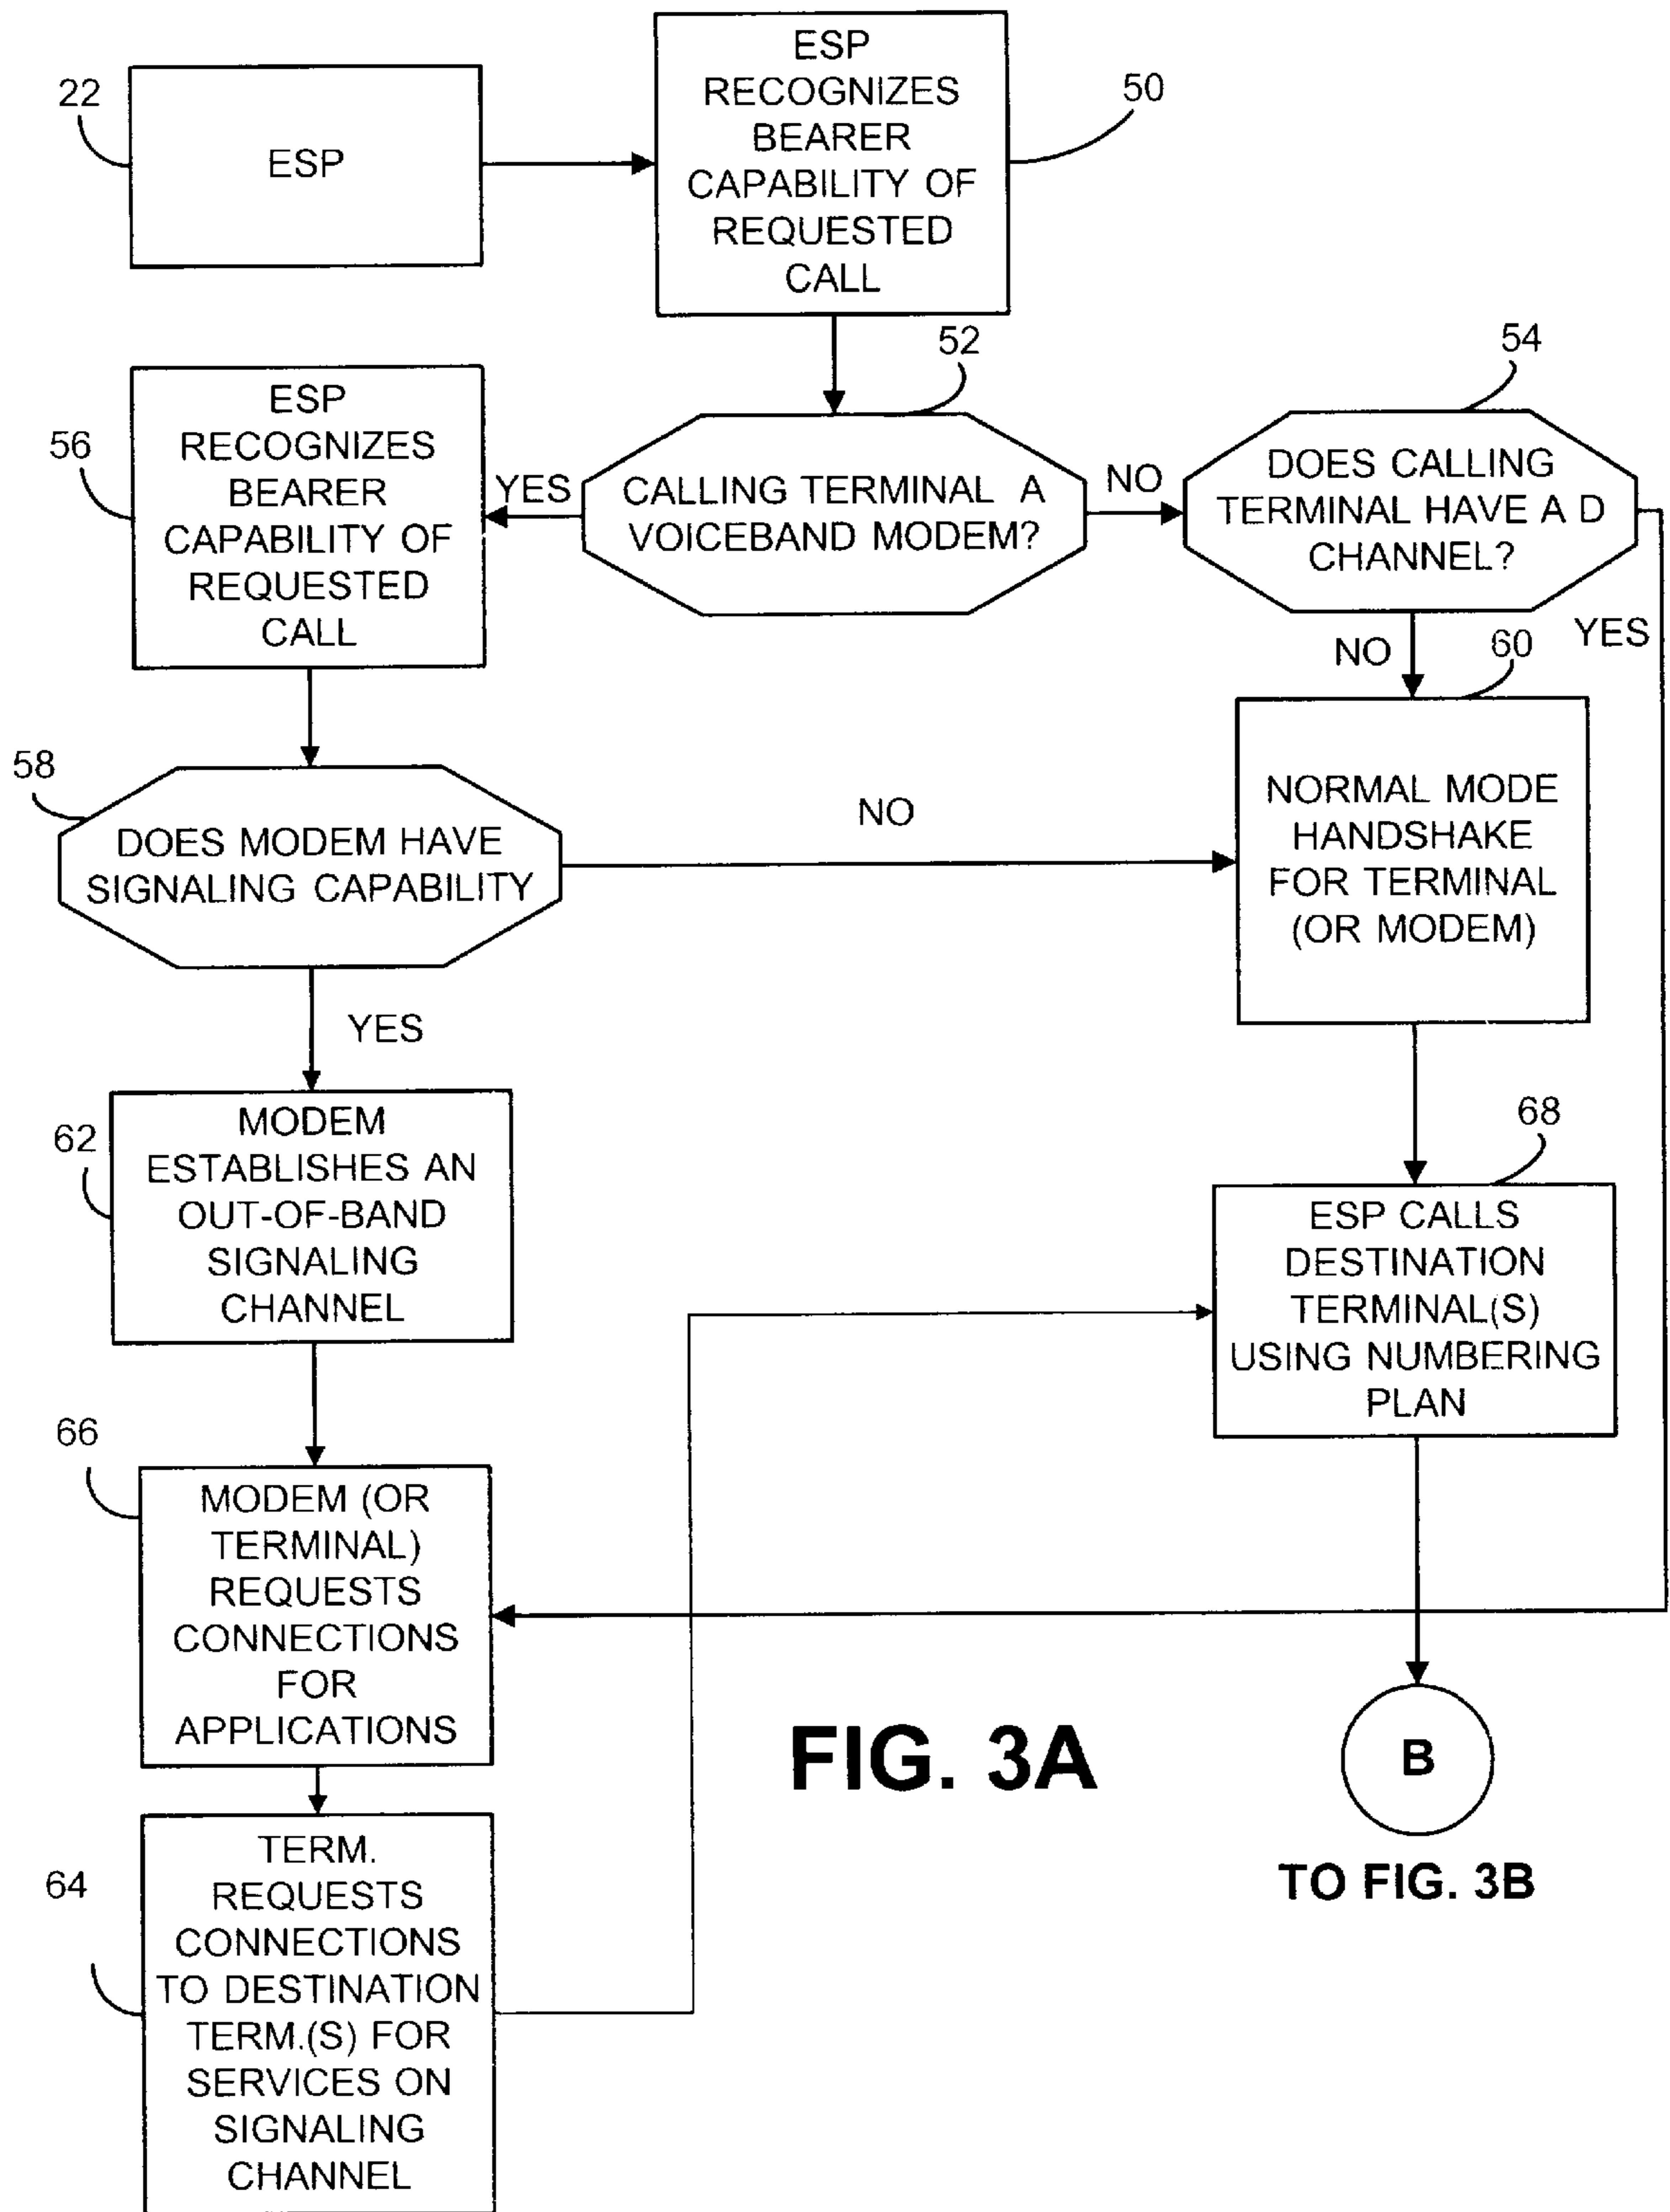 22
ESP
ESP
RECOGNIZES
BEARER
CAPABILITY OF
REQUESTED
CALL
50
52
CALLING TERMINAL A
VOICEBAND MODEM?
YES
NO
54
DOES CALLING
TERMINAL HAVE A D
CHANNEL?
NO
YES
56
ESP
RECOGNIZES
BEARER
CAPABILITY OF
REQUESTED
CALL
58
DOES MODEM HAVE
SIGNALING CAPABILITY
NO
YES
60
NORMAL MODE
HANDSHAKE
FOR TERMINAL
(OR MODEM)
62
MODEM
ESTABLISHES AN
OUT-OF-BAND
SIGNALING
CHANNEL
68
ESP CALLS
DESTINATION
TERMINAL(S)
USING NUMBERING
PLAN
66
MODEM (OR
TERMINAL)
REQUESTS
CONNECTIONS
FOR
APPLICATIONS
64
TERM.
REQUESTS
CONNECTIONS
TO DESTINATION
TERM.(S) FOR
SERVICES ON
SIGNALING
CHANNEL
FIG. 3A
B
TO FIG. 3B